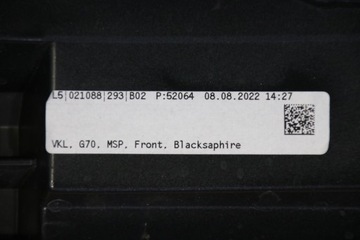 L5|021088|293|B02 P:52064 08.08.2022 14:27
VKL, G70, MSP, Front, Blacksaphire